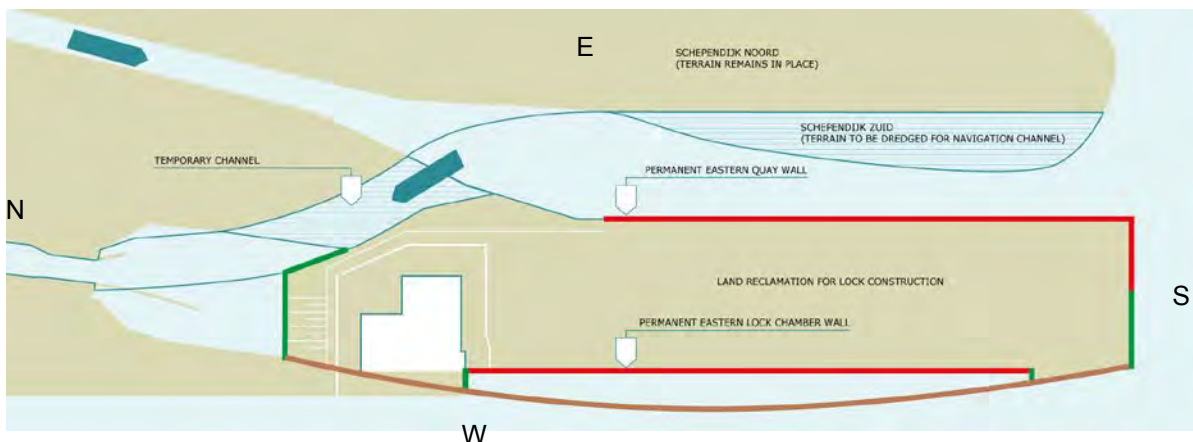 E
SCHEPENDIJK NOORD
(TERRAIN REMAINS IN PLACE)
SCHEPENDIJK ZUID
(TERRAIN TO BE DREDGED FOR NAVIGATION CHANNEL)
TEMPORARY CHANNEL
PERMANENT EASTERN QUAY WALL
N
LAND RECLAMATION FOR LOCK CONSTRUCTION
S
PERMANENT EASTERN LOCK CHAMBER WALL
W